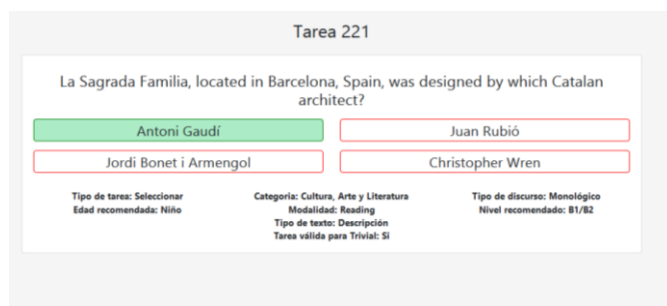 Tarea 221
La Sagrada Familia, located in Barcelona, Spain, was designed by which Catalan
architect?
Antoni Gaudí
Juan Rubió
Jordi Bonet i Armengol
Christopher Wren
Tipo de tarea: Seleccionar
Edad recomendada: Niño
Categoria: Cultura, Arte y Literatura
Modalidad: Reading
Tipo de texto: Descripción
Tarea válida para Trivial: Si
Tipo de discurso: Monológico
Nivel recomendado: B1/B2